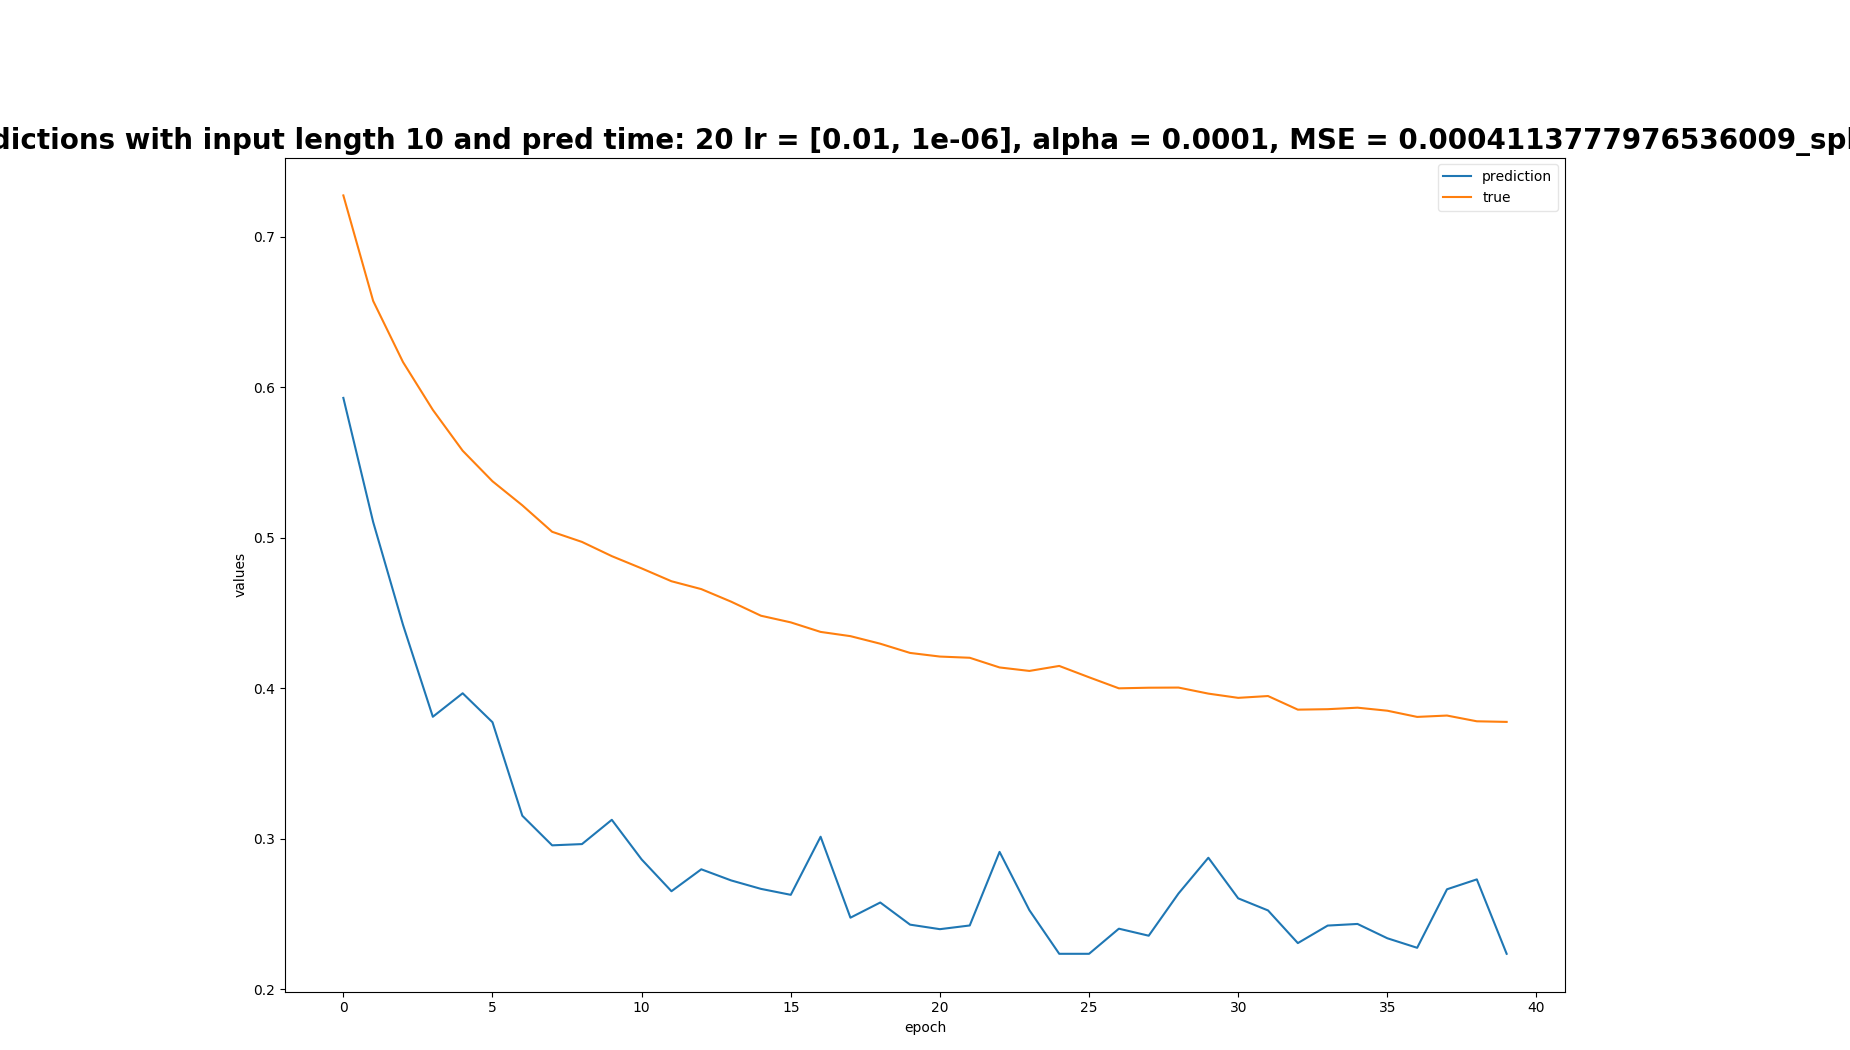 dictions with input length 10 and pred time: 20 lr = [0.01, 1e-06], alpha = 0.0001, MSE = 0.0004113777976536009_spl
prediction
true
0.7
0.6
0.5
0.4
0.3
0.2
values
0 5 10 15 20 25 30 35 40
epoch